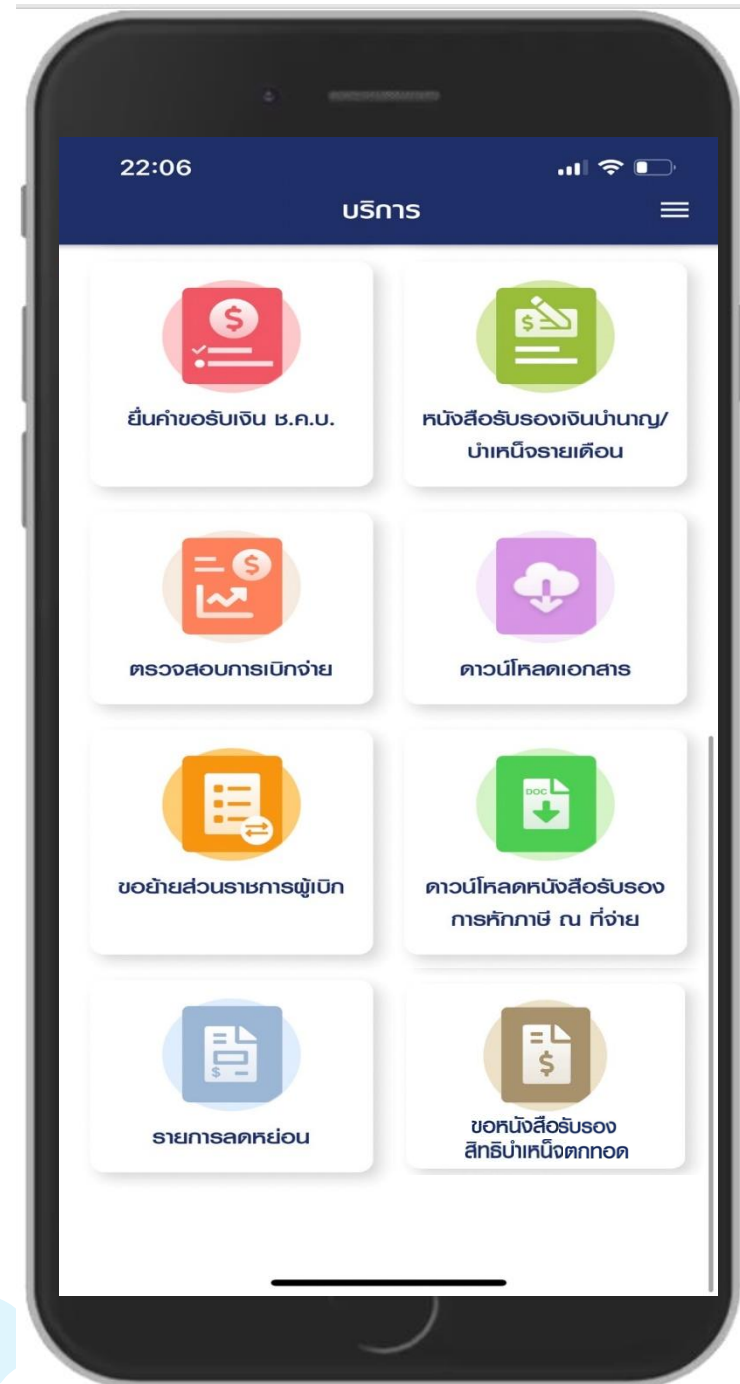 22:06
บริการ
ยื่นคำขอรับเงิน ช.ค.บ.
หนังสือรับรองเงินบำนาญ/
บำเหน็จรายเดือน
ตรวจสอบการเบิกจ่าย
ดาวน์โหลดเอกสาร
ขอย้ายส่วนราชการผู้เบิก
DOC
ดาวน์โหลดหนังสือรับรอง
การหักภาษี ณ ที่จ่าย
รายการลดหย่อน
ขอหนังสือรับรอง
สิทธิบำเหน็จตกทอด